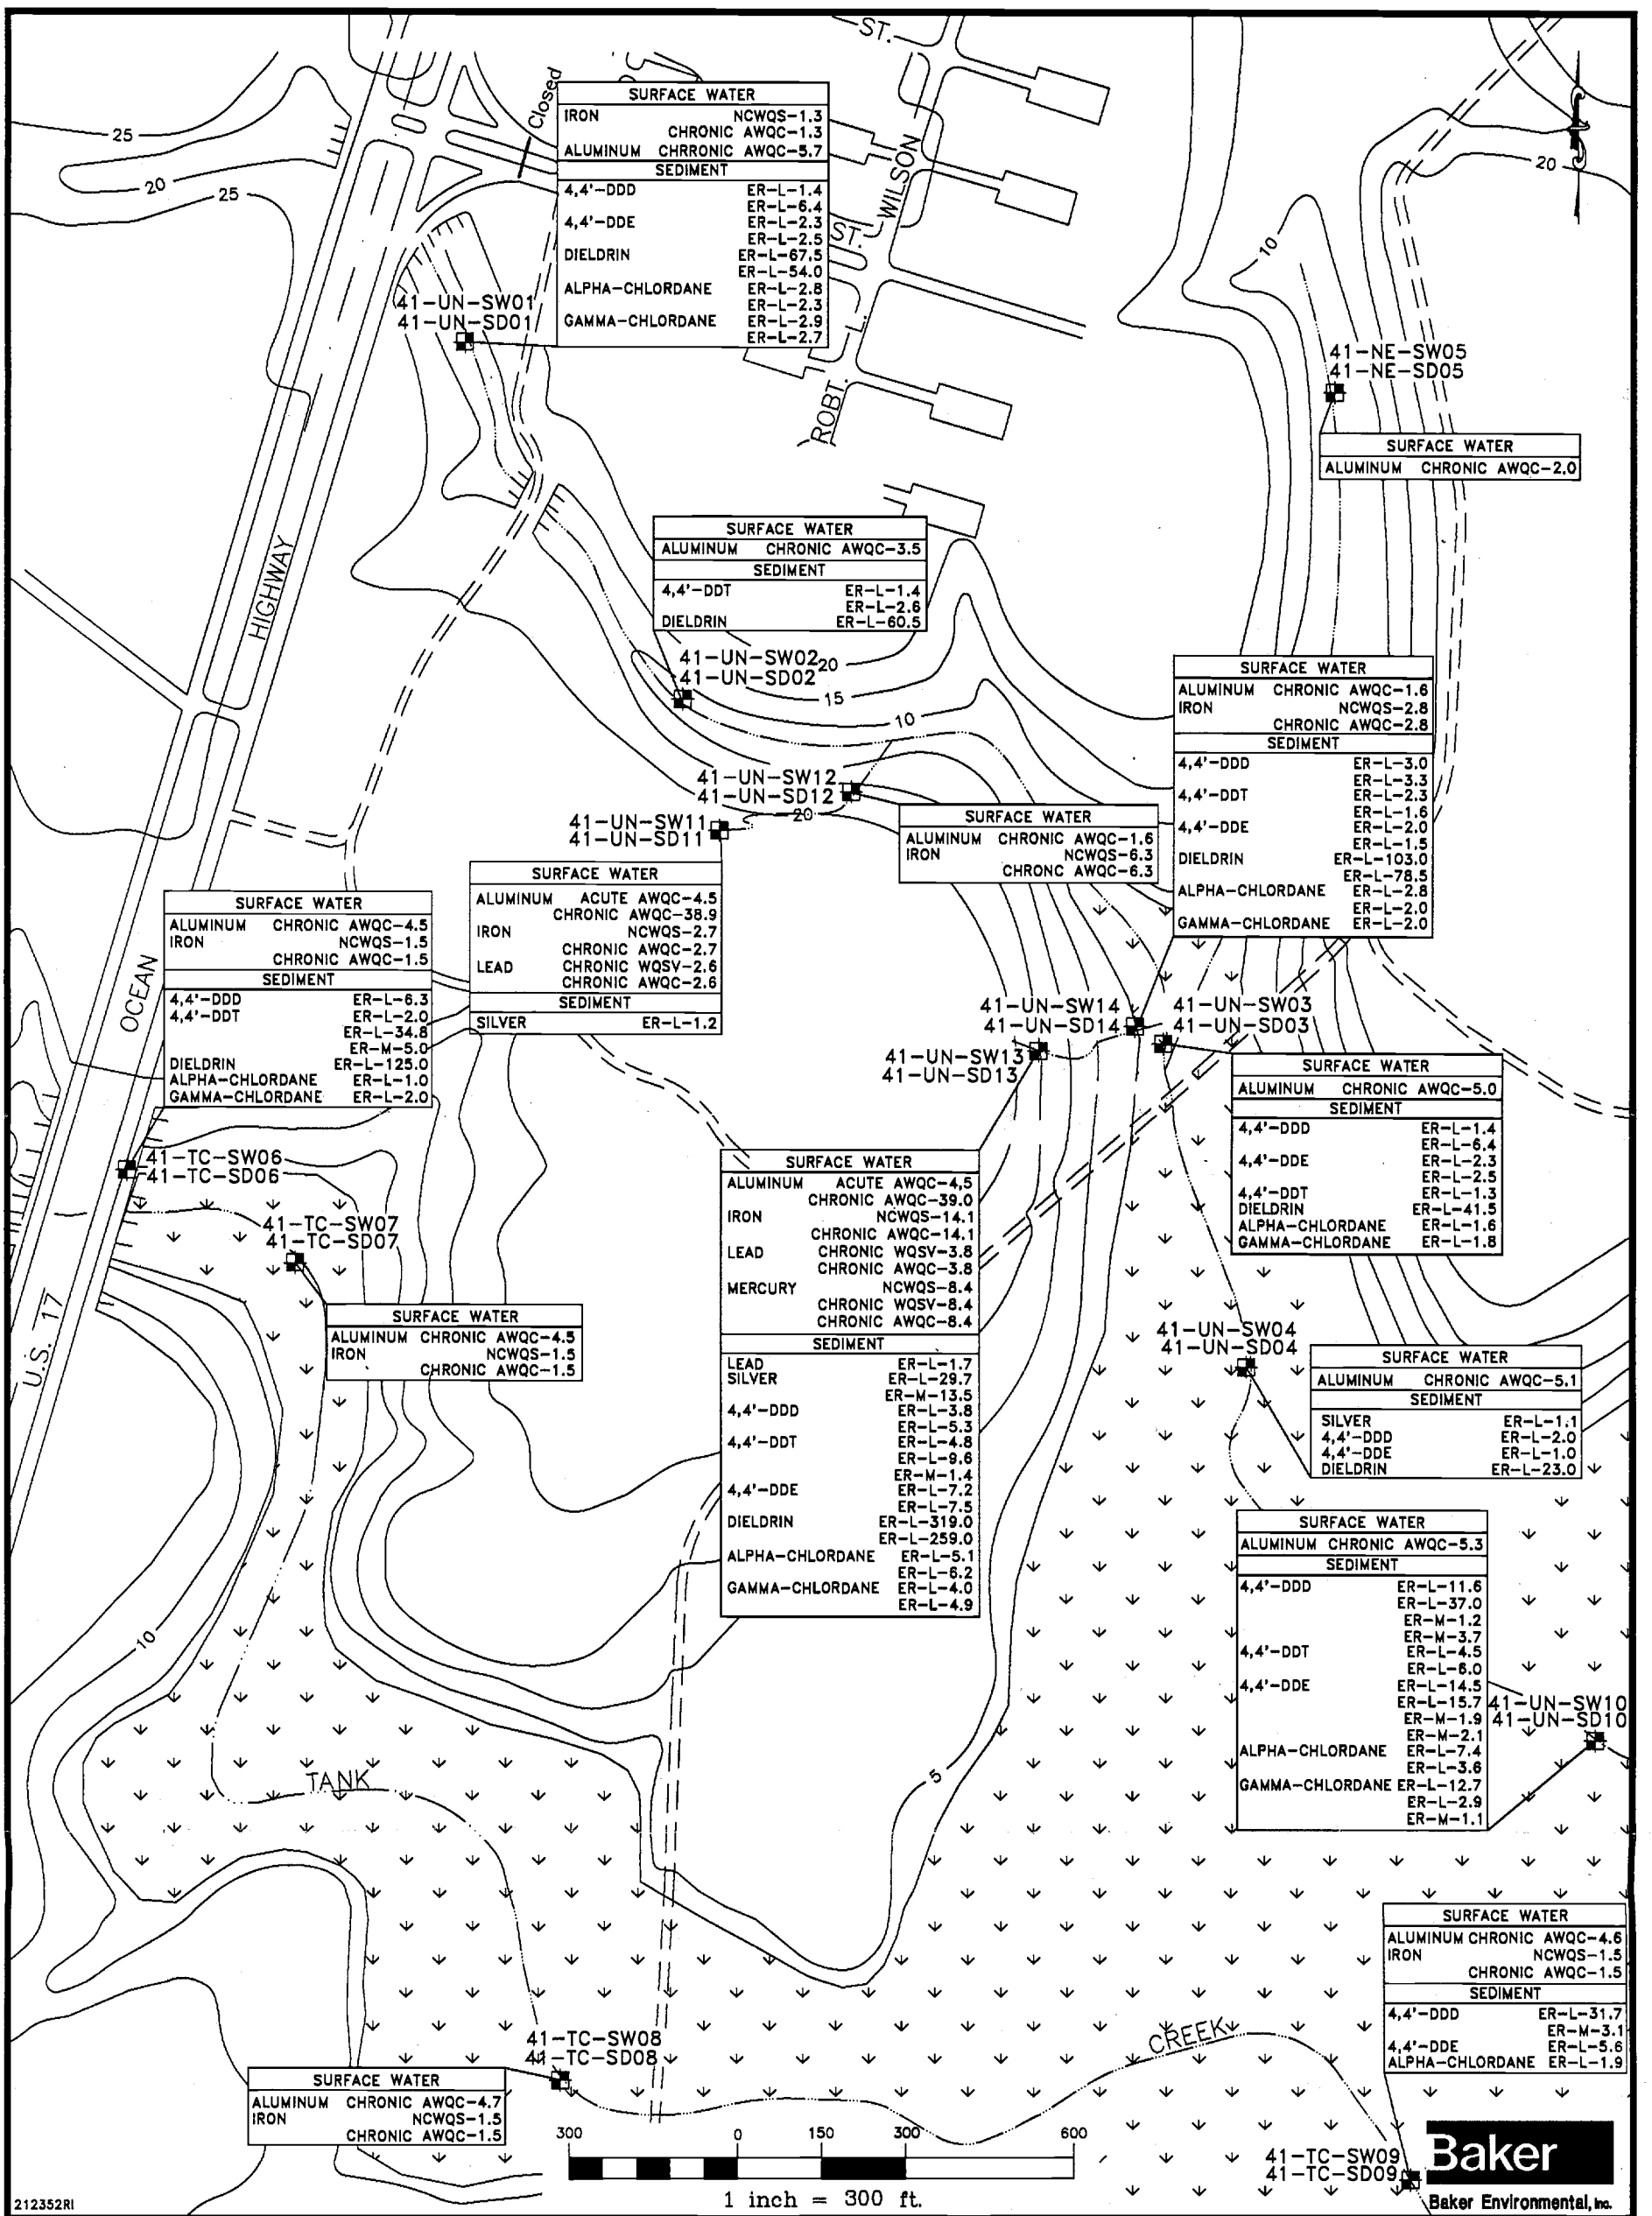 ST.
Closed
25
20
25
SURFACE WATER
IRON NCWQS-1.3
CHRONIC AWQC-1.3
ALUMINUM CHRRONIC AWQC-5.7
SEDIMENT
4,4'-DDD ER-L-1.4
ER-L-6.4
4,4'-DDE ER-L-2.3
ER-L-2.5
DIELDRIN ER-L-67.5
ER-L-54.0
ALPHA-CHLORDANE ER-L-2.8
ER-L-2.3
GAMMA-CHLORDANE ER-L-2.9
ER-L-2.7
ST.
ROBT. L. WILSON
20
10
41-UN-SW01
41-UN-SD01
41-NE-SW05
41-NE-SD05
SURFACE WATER
ALUMINUM CHRONIC AWQC-2.0
HIGHWAY
SURFACE WATER
ALUMINUM CHRONIC AWQC-3.5
SEDIMENT
4,4'-DDT ER-L-1.4
ER-L-2.6
DIELDRIN ER-L-60.5
41-UN-SW02
41-UN-SD02
20
15
10
SURFACE WATER
ALUMINUM CHRONIC AWQC-1.6
IRON NCWQS-2.8
CHRONIC AWQC-2.8
SEDIMENT
4,4'-DDD ER-L-3.0
ER-L-3.3
4,4'-DDT ER-L-2.3
ER-L-1.6
4,4'-DDE ER-L-2.0
ER-L-1.5
DIELDRIN ER-L-103.0
ER-L-78.5
ALPHA-CHLORDANE ER-L-2.8
ER-L-2.0
GAMMA-CHLORDANE ER-L-2.0
41-UN-SW12
41-UN-SD12
20
41-UN-SW11
41-UN-SD11
SURFACE WATER
ALUMINUM CHRONIC AWQC-1.6
IRON NCWQS-6.3
CHRONC AWQC-6.3
SURFACE WATER
ALUMINUM ACUTE AWQC-4.5
CHRONIC AWQC-38.9
IRON NCWQS-2.7
CHRONIC AWQC-2.7
LEAD CHRONIC WQSV-2.6
CHRONIC AWQC-2.6
SEDIMENT
SILVER ER-L-1.2
SURFACE WATER
ALUMINUM CHRONIC AWQC-4.5
IRON NCWQS-1.5
CHRONIC AWQC-1.5
SEDIMENT
4,4'-DDD ER-L-6.3
4,4'-DDT ER-L-2.0
ER-L-34.8
ER-M-5.0
DIELDRIN ER-L-125.0
ALPHA-CHLORDANE ER-L-1.0
GAMMA-CHLORDANE ER-L-2.0
OCEAN
41-UN-SW14
41-UN-SD14
41-UN-SW03
41-UN-SD03
41-UN-SW13
41-UN-SD13
SURFACE WATER
ALUMINUM CHRONIC AWQC-5.0
SEDIMENT
4,4'-DDD ER-L-1.4
ER-L-6.4
4,4'-DDE ER-L-2.3
ER-L-2.5
4,4'-DDT ER-L-1.3
DIELDRIN ER-L-41.5
ALPHA-CHLORDANE ER-L-1.6
GAMMA-CHLORDANE ER-L-1.8
41-TC-SW06
41-TC-SD06
41-TC-SW07
41-TC-SD07
SURFACE WATER
ALUMINUM ACUTE AWQC-4.5
CHRONIC AWQC-39.0
IRON NCWQS-14.1
CHRONIC AWQC-14.1
LEAD CHRONIC WQSV-3.8
CHRONIC AWQC-3.8
MERCURY NCWQS-8.4
CHRONIC WQSV-8.4
CHRONIC AWQC-8.4
SEDIMENT
LEAD ER-L-1.7
SILVER ER-L-29.7
ER-M-13.5
4,4'-DDD ER-L-3.8
ER-L-5.3
4,4'-DDT ER-L-4.8
ER-L-9.6
ER-M-1.4
4,4'-DDE ER-L-7.2
ER-L-7.5
DIELDRIN ER-L-319.0
ER-L-259.0
ALPHA-CHLORDANE ER-L-5.1
ER-L-6.2
GAMMA-CHLORDANE ER-L-4.0
ER-L-4.9
SURFACE WATER
ALUMINUM CHRONIC AWQC-4.5
IRON NCWQS-1.5
CHRONIC AWQC-1.5
U.S. 17
41-UN-SW04
41-UN-SD04
SURFACE WATER
ALUMINUM CHRONIC AWQC-5.1
SEDIMENT
SILVER ER-L-1.1
4,4'-DDD ER-L-2.0
4,4'-DDE ER-L-1.0
DIELDRIN ER-L-23.0
SURFACE WATER
ALUMINUM CHRONIC AWQC-5.3
SEDIMENT
4,4'-DDD ER-L-11.6
ER-L-37.0
ER-M-1.2
ER-M-3.7
4,4'-DDT ER-L-4.5
ER-L-6.0
4,4'-DDE ER-L-14.5
ER-L-15.7
ER-M-1.9
ER-M-2.1
ALPHA-CHLORDANE ER-L-7.4
ER-L-3.6
GAMMA-CHLORDANE ER-L-12.7
ER-L-2.9
ER-M-1.1
41-UN-SW10
41-UN-SD10
10
TANK
5
SURFACE WATER
ALUMINUM CHRONIC AWQC-4.6
IRON NCWQS-1.5
CHRONIC AWQC-1.5
SEDIMENT
4,4'-DDD ER-L-31.7
ER-M-3.1
4,4'-DDE ER-L-5.6
ALPHA-CHLORDANE ER-L-1.9
CREEK
41-TC-SW08
41-TC-SD08
SURFACE WATER
ALUMINUM CHRONIC AWQC-4.7
IRON NCWQS-1.5
CHRONIC AWQC-1.5
300 0 150 300 600
1 inch = 300 ft.
41-TC-SW09
41-TC-SD09
Baker
Baker Environmental, Inc.
212352RI